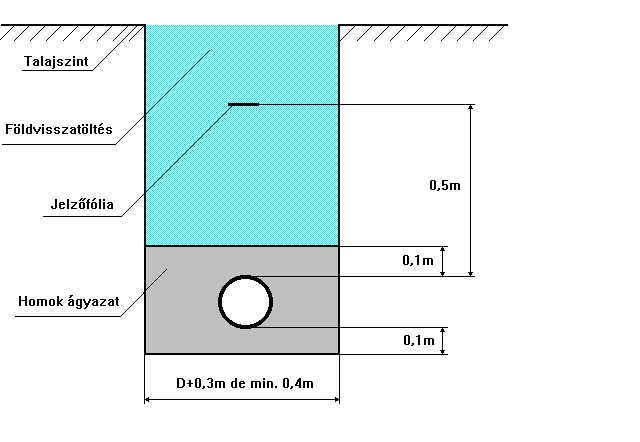 Talajszint
Földvisszatöltés
Jelzőfólia
0,5m
0,1m
Homok ágyazat
0,1m
D+0,3m de min. 0,4m